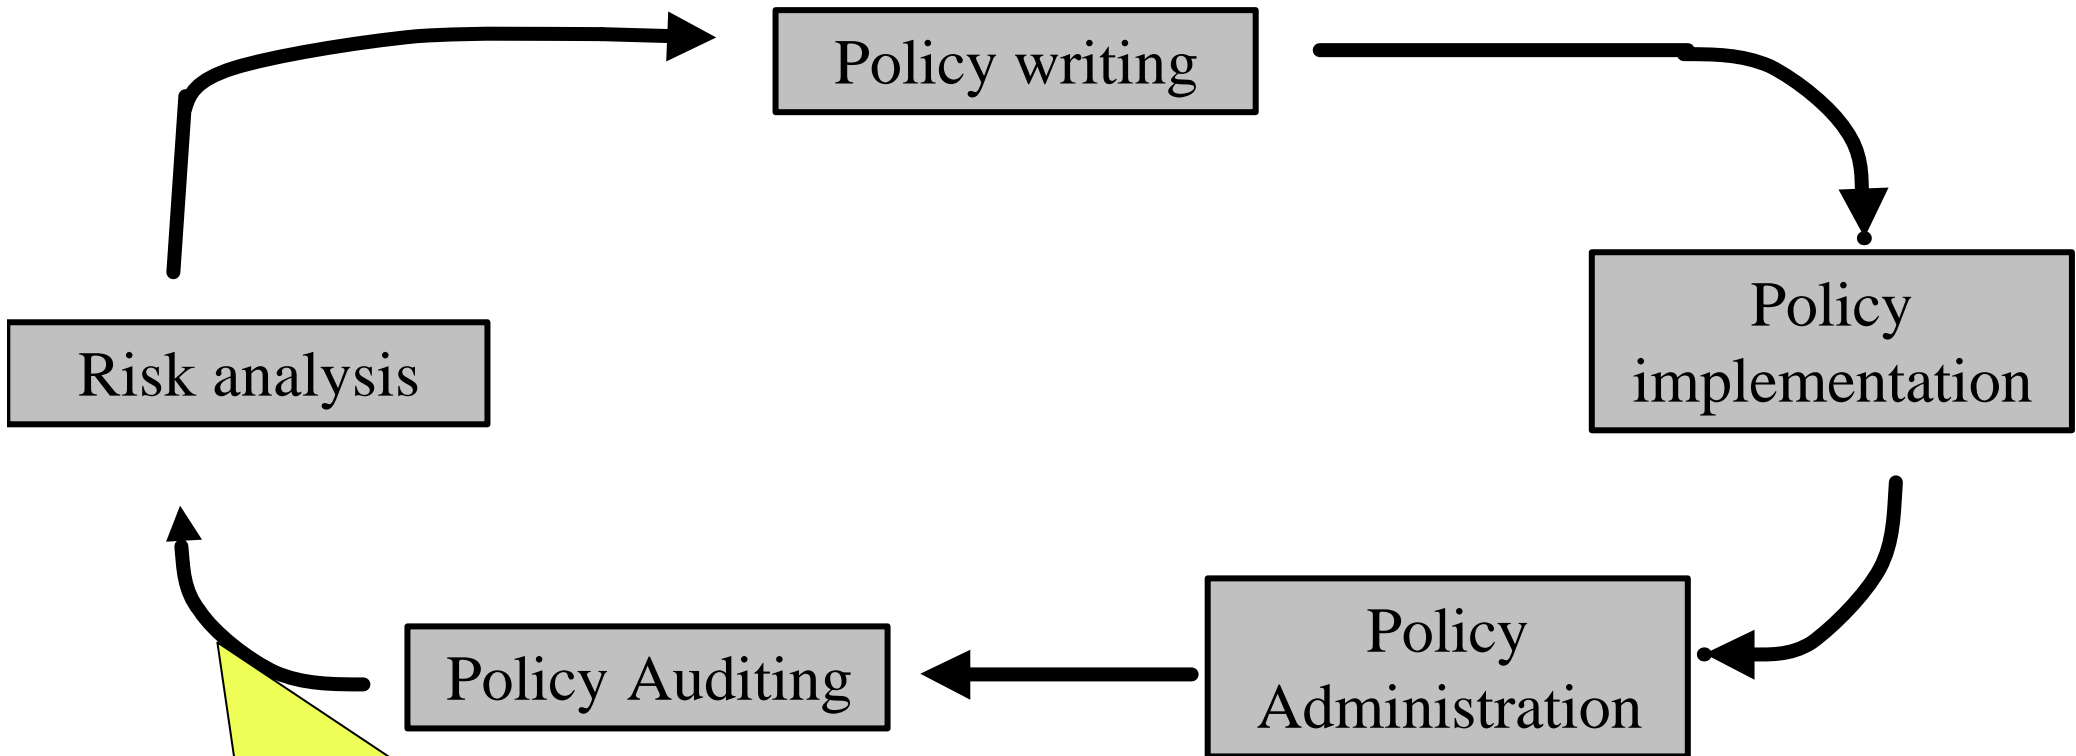 Policy writing
Policy
implementation
Risk analysis
Policy
Administration
Policy Auditing